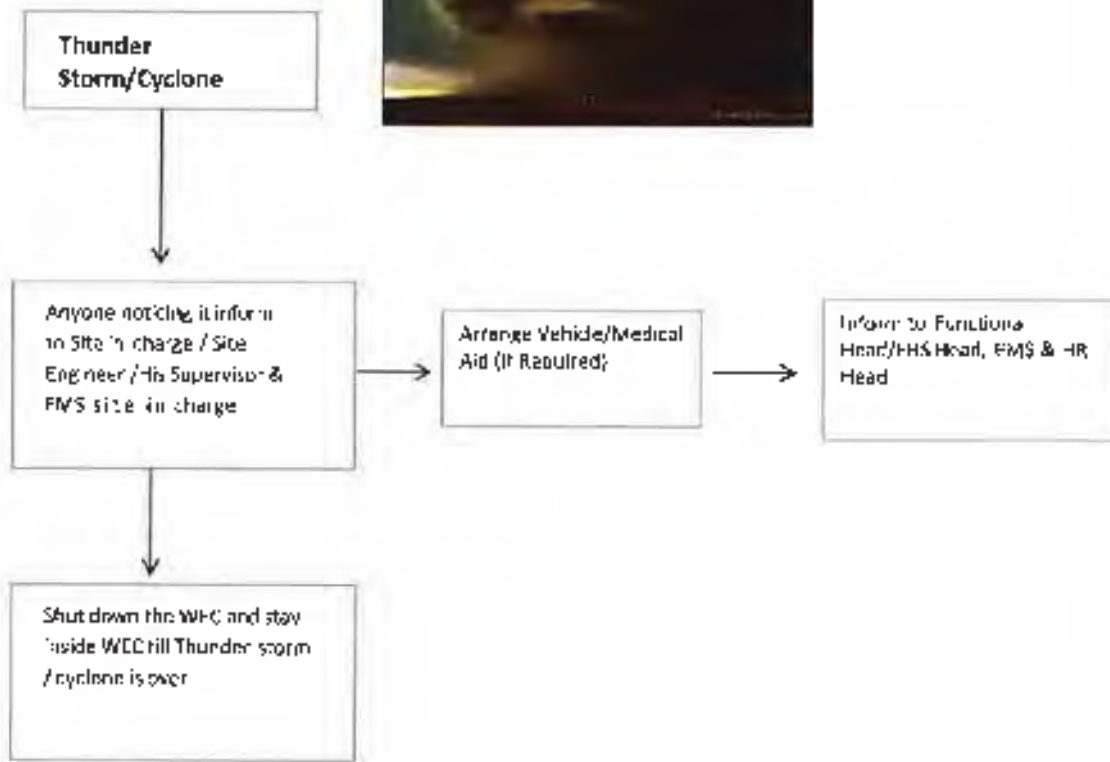 Thunder
Storm/Cyclone
Anyone noticing it inform
to Site in charge / Site
Engineer /His Supervisor &
site in charge
Arrange Vehicle/Medical
Aid (If Required)
Inform to Functional
Head/EHS Head, & HR
Head
Shut down the WEC and stay
inside WEC till Thunder storm
/ cyclone is over